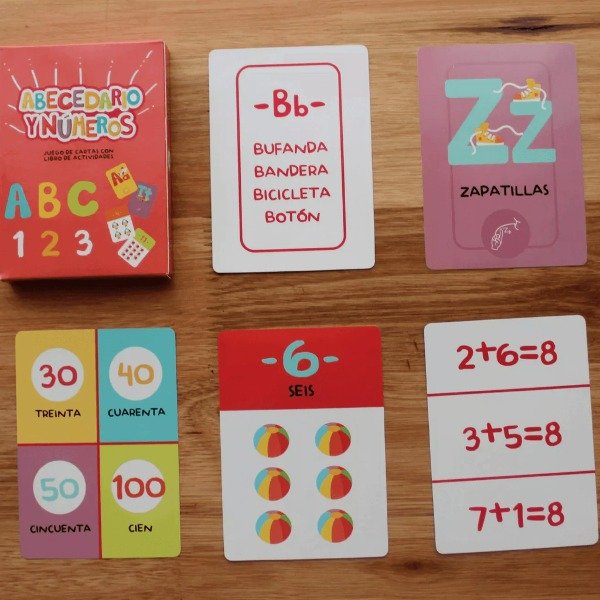 ABECEDARIO
Y NÚMEROS
JUEGO DE CARTAS CON
LIBRO DE ACTIVIDADES
ABC
123
-Bb-
BUFANDA
BANDERA
BICICLETA
BOTÓN
Zz
ZAPATILLAS
30
TREINTA
40
CUARENTA
50
CINCUENTA
100
CIEN
-6-
SEIS
2+6=8
3+5=8
7+1=8